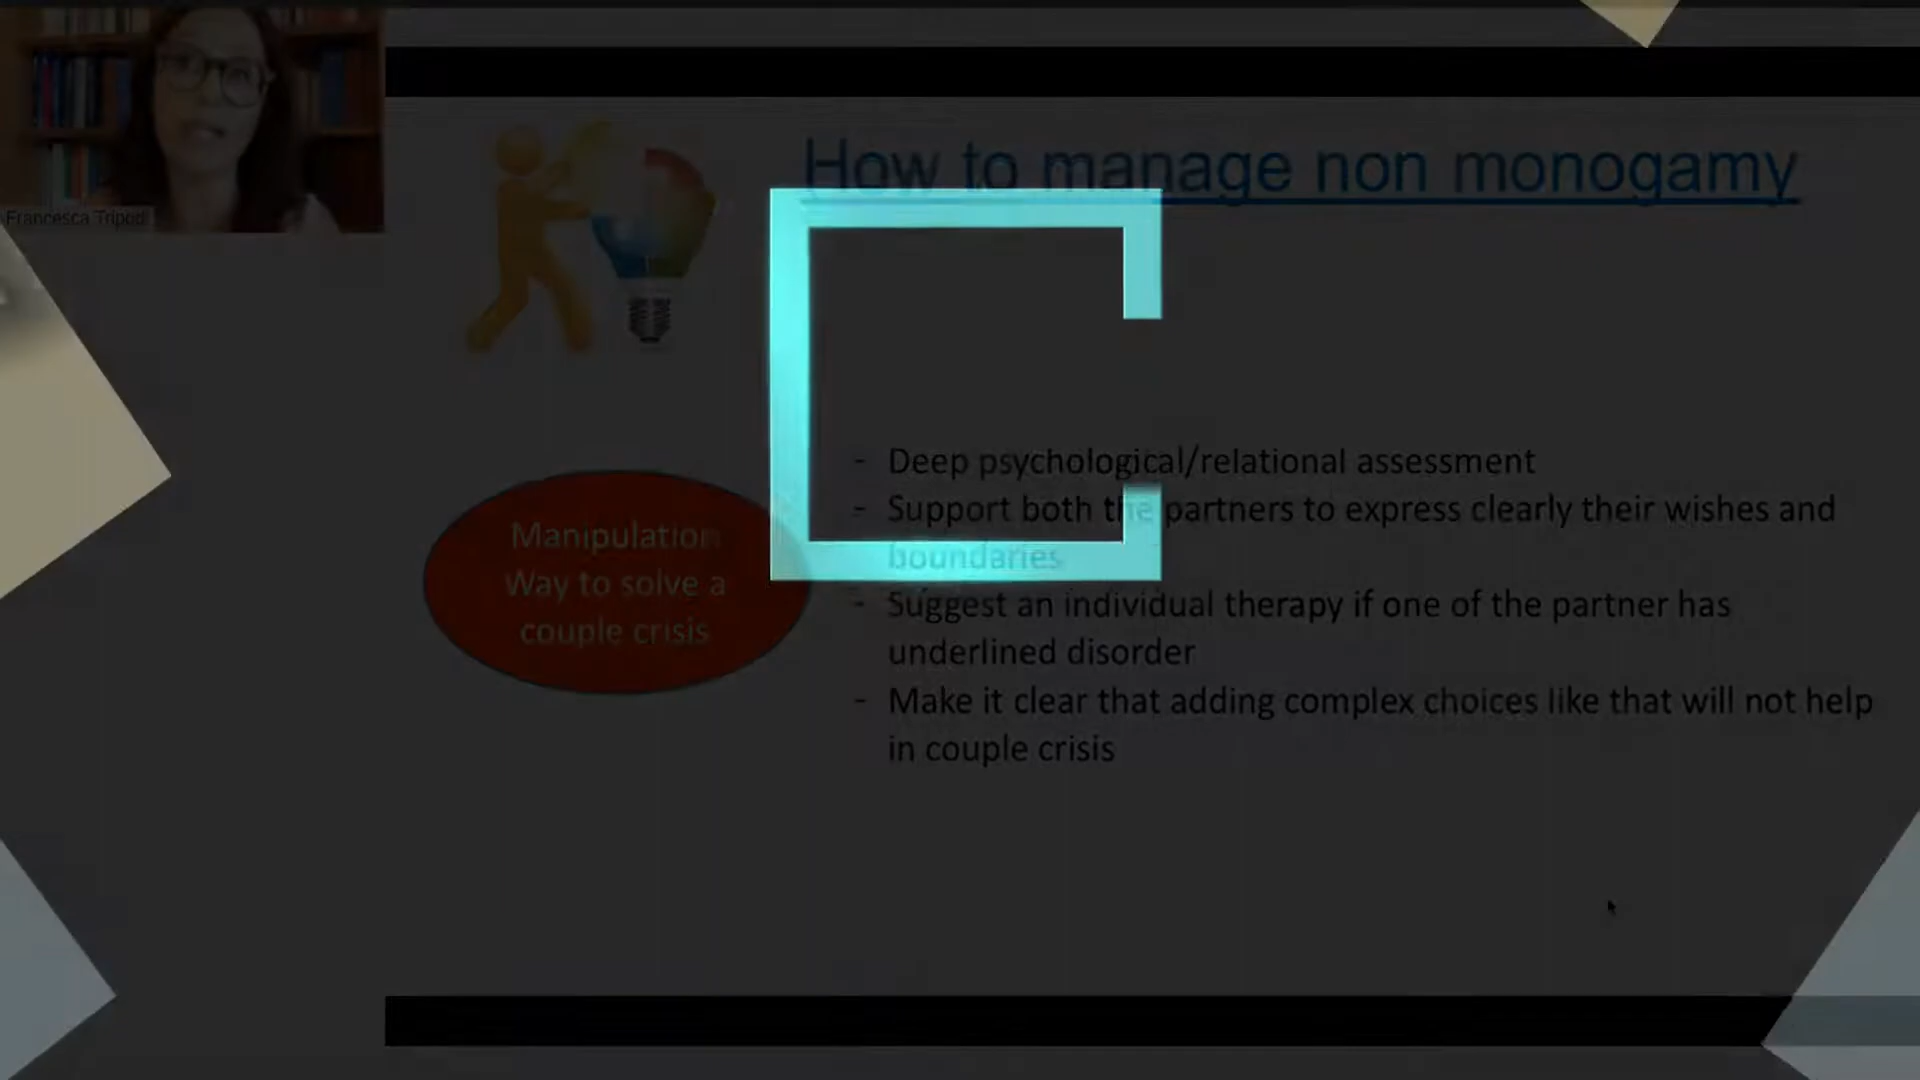 Francesca Tripodi
How to manage non monogamy
Manipulation
Way to solve a
couple crisis
- Deep psychological/relational assessment
- Support both the partners to express clearly their wishes and
boundaries
- Suggest an individual therapy if one of the partner has
underlined disorder
- Make it clear that adding complex choices like that will not help
in couple crisis